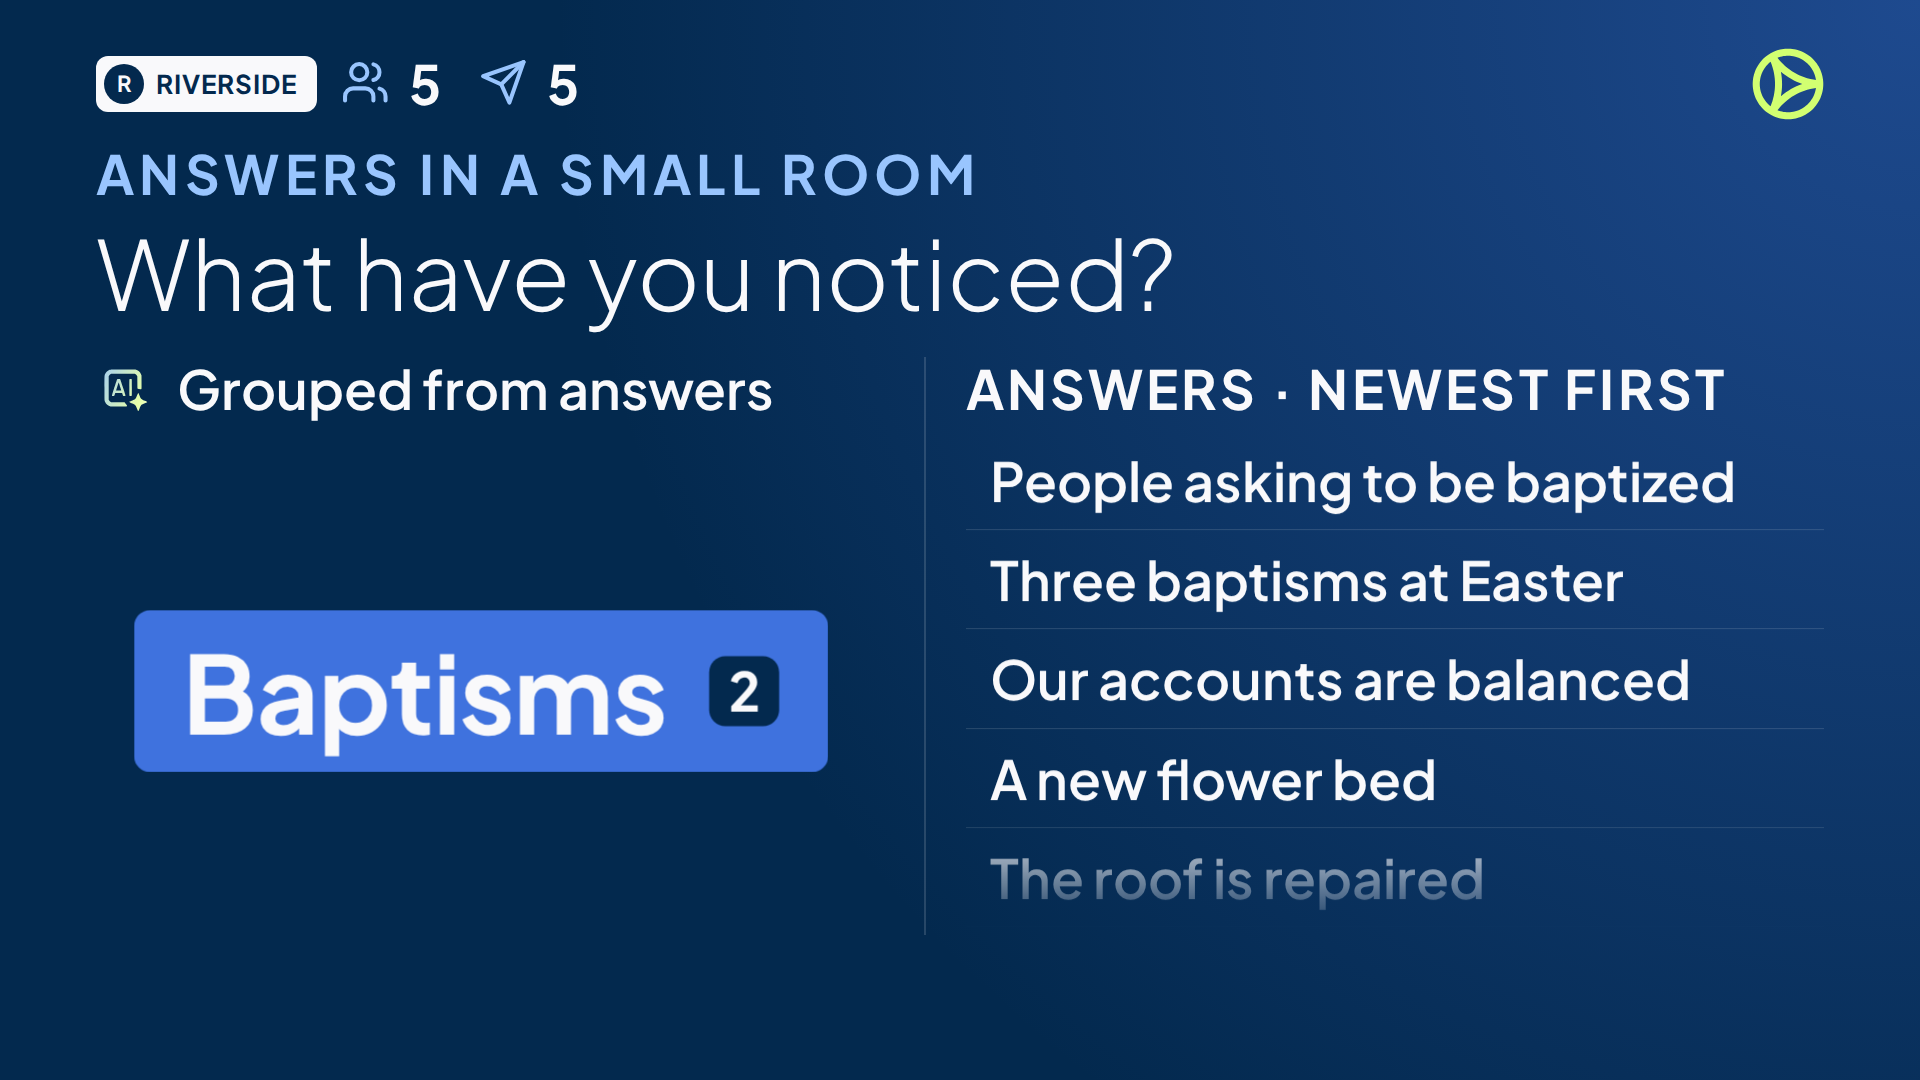 R RIVERSIDE 5 5
ANSWERS IN A SMALL ROOM
What have you noticed?
AI Grouped from answers
Baptisms 2
ANSWERS · NEWEST FIRST
People asking to be baptized
Three baptisms at Easter
Our accounts are balanced
A new flower bed
The roof is repaired